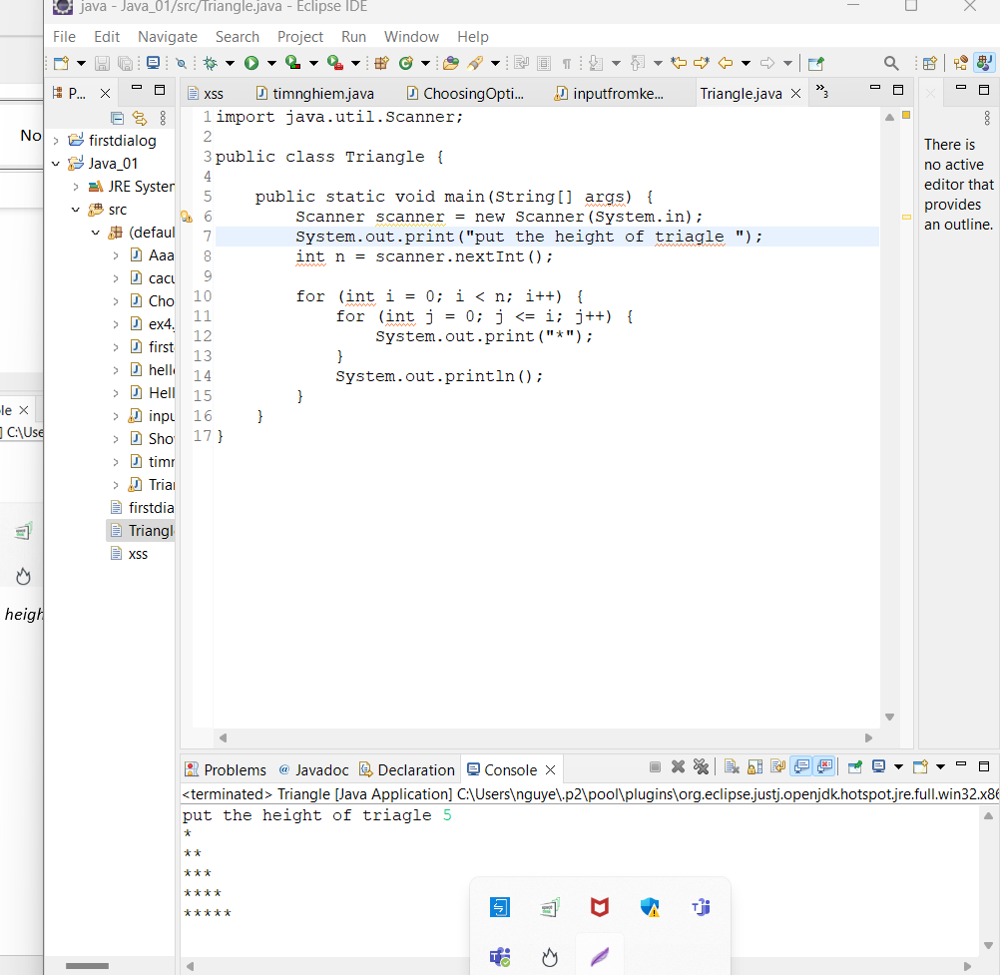 java - Java_01/src/Triangle.java - Eclipse IDE
File Edit Navigate Search Project Run Window Help
P...
xss
timnghiem.java
ChoosingOpti...
inputfromke...
Triangle.java
»3
No
firstdialog
Java_01
JRE System
src
(defaul
Aaa
cacu
Cho
ex4.
first
hell
Hell
inpu
Sho
timn
Trian
firstdia
Triangl
xss
le
] C:\Use
heigh
1 import java.util.Scanner;
2
3 public class Triangle {
4
5 public static void main(String[] args) {
6 Scanner scanner = new Scanner(System.in);
7 System.out.print("put the height of triagle ");
8 int n = scanner.nextInt();
9
10 for (int i = 0; i < n; i++) {
11 for (int j = 0; j <= i; j++) {
12 System.out.print("*");
13 }
14 System.out.println();
15 }
16 }
17 }
There is
no active
editor that
provides
an outline.
Problems
@ Javadoc
Declaration
Console
<terminated> Triangle [Java Application] C:\Users\nguye\.p2\pool\plugins\org.eclipse.justj.openjdk.hotspot.jre.full.win32.x86
put the height of triagle 5
*
**
***
****
*****